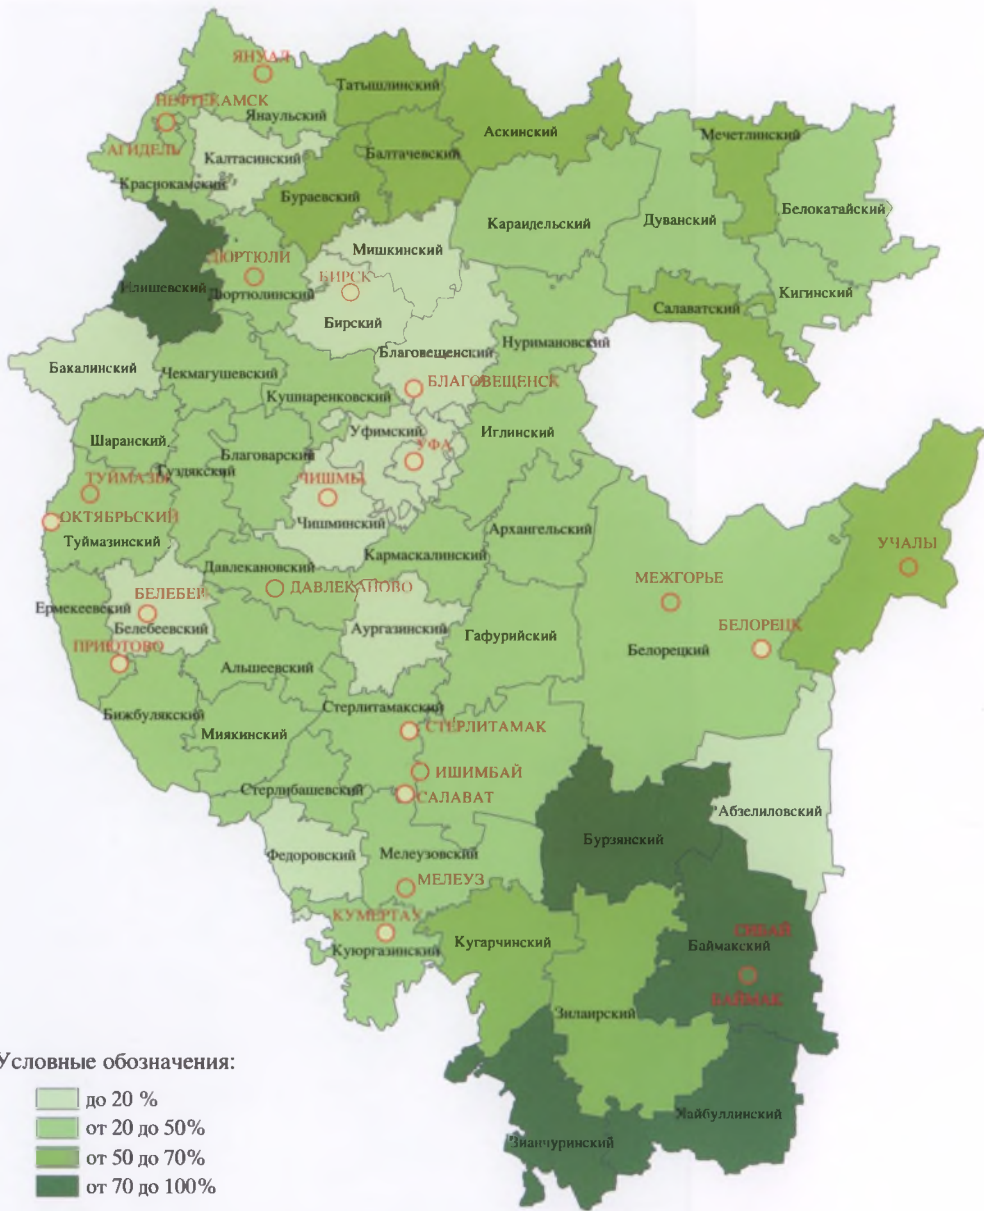 ЯНУАЛ
Татышлинский
НЕФТЕКАМСК
Янаульский
Аскинский
Мечетлинский
АГИДЕЛЬ
Калтасинский
Балтачевский
Краснокамский
Бураевский
Караидельский
Дуванский
Белокатайский
Мишкинский
ДЮРТЮЛИ
БИРСК
Илишевский
Дюртюлинский
Кигинский
Салаватский
Бирский
Благовещенский
Нуримановский
Бакалинский
Чекмагушевский
БЛАГОВЕЩЕНСК
Кушнаренковский
Уфимский
Иглинский
Шаранский
Благоварский
УФА
Гуздякский
ТУЙМАЗЫ
ЧИШМЫ
ОКТЯБРЬСКИЙ
Чишминский
Архангельский
Туймазинский
УЧАЛЫ
Кармаскалинский
Давлекановский
МЕЖГОРЬЕ
ДАВЛЕКАНОВО
БЕЛЕБЕЙ
Ермекеевский
Гафурийский
БЕЛОРЕЦК
Белебеевский
Аургазинский
ПРИЮТОВО
Белорецкий
Альшеевский
Стерлитамакский
Бижбулякский
СТЕРЛИТАМАК
Миякинский
ИШИМБАЙ
Стерлибашевский
САЛАВАТ
Абзелиловский
Бурзянский
Федоровский
Мелеузовский
МЕЛЕУЗ
КУМЕРТАУ
СИБАЙ
Кугарчинский
Баймакский
Куюргазинский
БАЙМАК
Зилаирский
Хайбуллинский
Зианчуринский
Условные обозначения:
до 20 %
от 20 до 50%
от 50 до 70%
от 70 до 100%